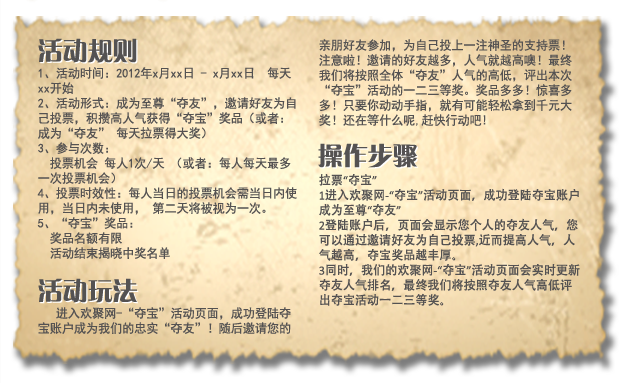 活动规则
1、活动时间：2012年x月xx日 - x月xx日 每天
xx开始
2、活动形式：成为至尊“夺友”，邀请好友为自
己投票，积攒高人气获得“夺宝”奖品（或者：
成为“夺友” 每天拉票得大奖）
3、参与次数：
投票机会 每人1次/天 （或者：每人每天最多
一次投票机会）
4、投票时效性：每人当日的投票机会需当日内使
用，当日内未使用， 第二天将被视为一次。
5、“夺宝”奖品：
奖品名额有限
活动结束揭晓中奖名单
活动玩法
进入欢聚网-“夺宝”活动页面，成功登陆夺
宝账户成为我们的忠实“夺友”！随后邀请您的
亲朋好友参加，为自己投上一注神圣的支持票！
注意啦！邀请的好友越多，人气就越高噢！最终
我们将按照全体“夺友”人气的高低，评出本次
“夺宝”活动的一二三等奖。奖品多多！惊喜多
多！只要你动动手指，就有可能轻松拿到千元大
奖！还在等什么呢,赶快行动吧！
操作步骤
拉票“夺宝”
1进入欢聚网-“夺宝”活动页面，成功登陆夺宝账户
成为至尊“夺友”
2登陆账户后，页面会显示您个人的夺友人气，您
可以通过邀请好友为自己投票,近而提高人气，人
气越高，夺宝奖品越丰厚。
3同时，我们的欢聚网-“夺宝”活动页面会实时更新
夺友人气排名，最终我们将按照夺友人气高低评
出夺宝活动一二三等奖。